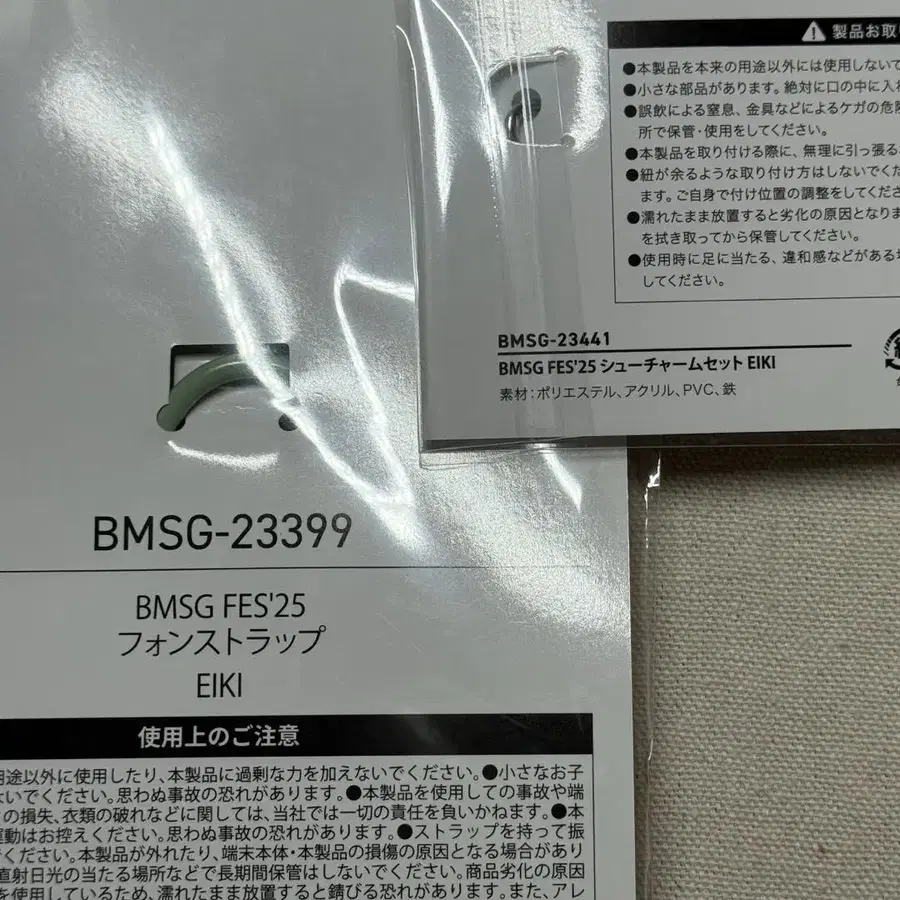 製品お取り
●本製品を本来の用途以外には使用しないで
●小さな部品があります。絶対に口の中に入れ
●誤飲による窒息、金具などによるケガの危険
所で保管・使用をしてください。
●本製品を取り付ける際に、無理に引っ張る
●紐が余るような取り付け方はしないでくだ
ます。ご自身で付け位置の調整をしてくださ
●濡れたまま放置すると劣化の原因となりま
を拭き取ってから保管してください。
●使用時に足に当たる、違和感などがある場
してください。
BMSG-23441
BMSG FES'25 シューチャームセット EIKI
素材：ポリエステル、アクリル、PVC、鉄
BMSG-23399
BMSG FES'25
フォンストラップ
EIKI
使用上のご注意
用途以外に使用したり、本製品に過剰な力を加えないでください。●小さなお子
ないでください。思わぬ事故の恐れがあります。●本製品を使用しての事故や端
の損失、衣類の破れなどに関しては、当社では一切の責任を負いかねます。●本
運動はお控えください。思わぬ事故の恐れがあります。●ストラップを持って振
ください。本製品が外れたり、端末本体・本製品の損傷の原因となる場合があり
直射日光の当たる場所などで長期間保管はしないでください。商品劣化の原因
を使用しているため、濡れたまま放置すると錆びる恐れがあります。また、アレ